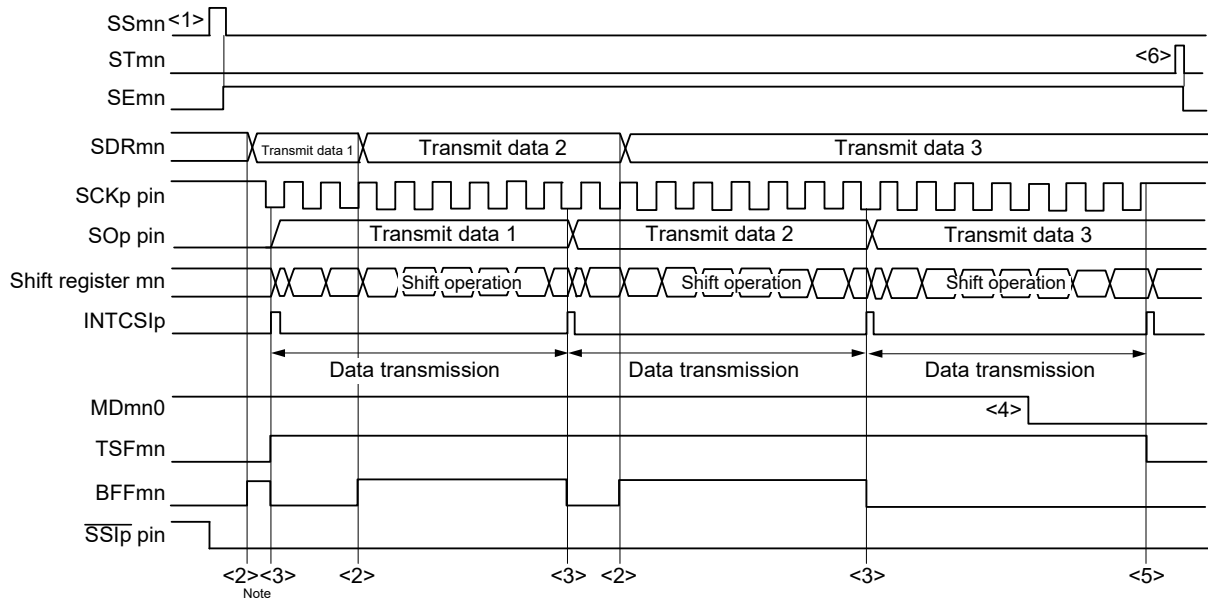 SSmn <1>
STmn <6>
SEmn
SDRmn Transmit data 1 Transmit data 2 Transmit data 3
SCKp pin
SOp pin Transmit data 1 Transmit data 2 Transmit data 3
Shift register mn Shift operation Shift operation Shift operation
INTCSIp
Data transmission Data transmission Data transmission
MDmn0 <4>
TSFmn
BFFmn
SSIp pin
<2> <3> <2> <3> <2> <3> <5>
Note